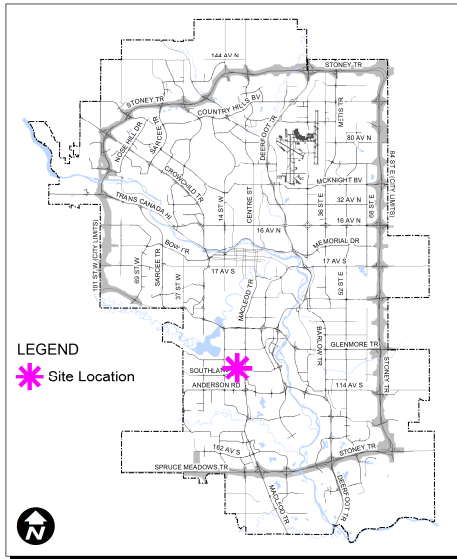 144 AV N
STONEY TR
STONEY TR
COUNTRY HILLS BV
METIS TR
NOSE HILL DR
SARCEE TR
DEERFOOT TR
80 AV N
84 ST E (CITY LIMITS)
CROWCHILD TR
MCKNIGHT BV
TRANS CANADA HI
14 ST W
CENTRE ST
36 ST E
32 AV N
68 ST E
16 AV N
16 AV N
101 ST W (CITY LIMITS)
BOW TR
MEMORIAL DR
69 ST W
SARCEE TR
37 ST W
17 AV S
17 AV S
MACLEOD TR
52 ST E
BARLOW TR
GLENMORE TR
STONEY TR
LEGEND
Site Location
ANDERSON RD
114 AV S
162 AV S
STONEY TR
SPRUCE MEADOWS TR
MACLEOD TR
DEERFOOT TR
N